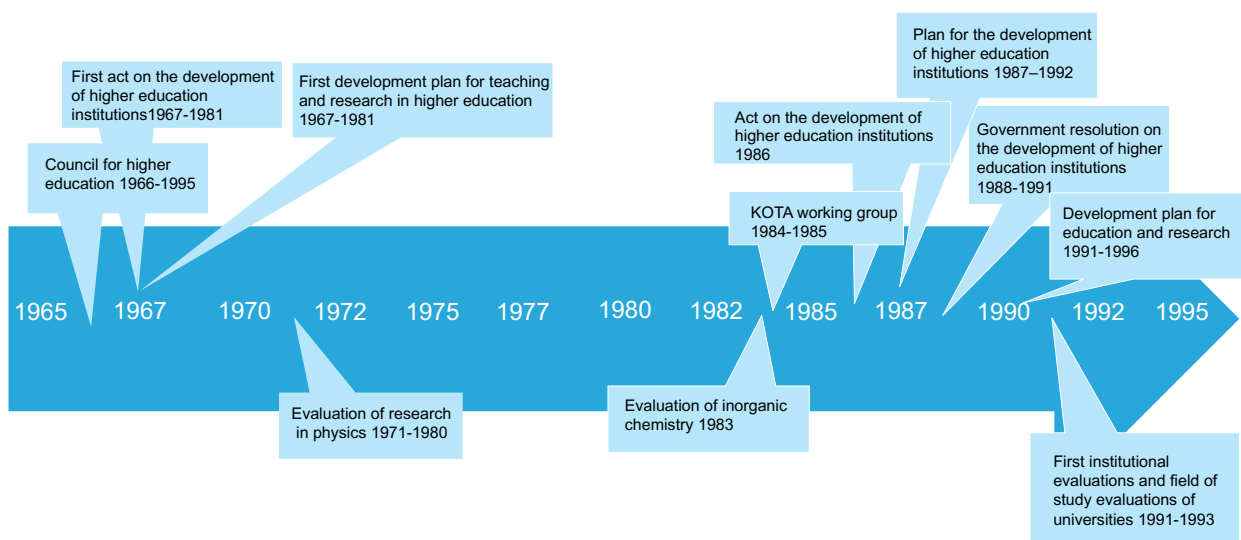 First act on the development
of higher education
institutions1967-1981
First development plan for teaching
and research in higher education
1967-1981
Council for higher
education 1966-1995
Plan for the development
of higher education
institutions 1987–1992
Act on the development of
higher education institutions
1986
Government resolution on
the development of higher
education institutions
1988-1991
KOTA working group
1984-1985
Development plan for
education and research
1991-1996
1965
1967
1970
1972
1975
1977
1980
1982
1985
1987
1990
1992
1995
Evaluation of research
in physics 1971-1980
Evaluation of inorganic
chemistry 1983
First institutional
evaluations and field of
study evaluations of
universities 1991-1993